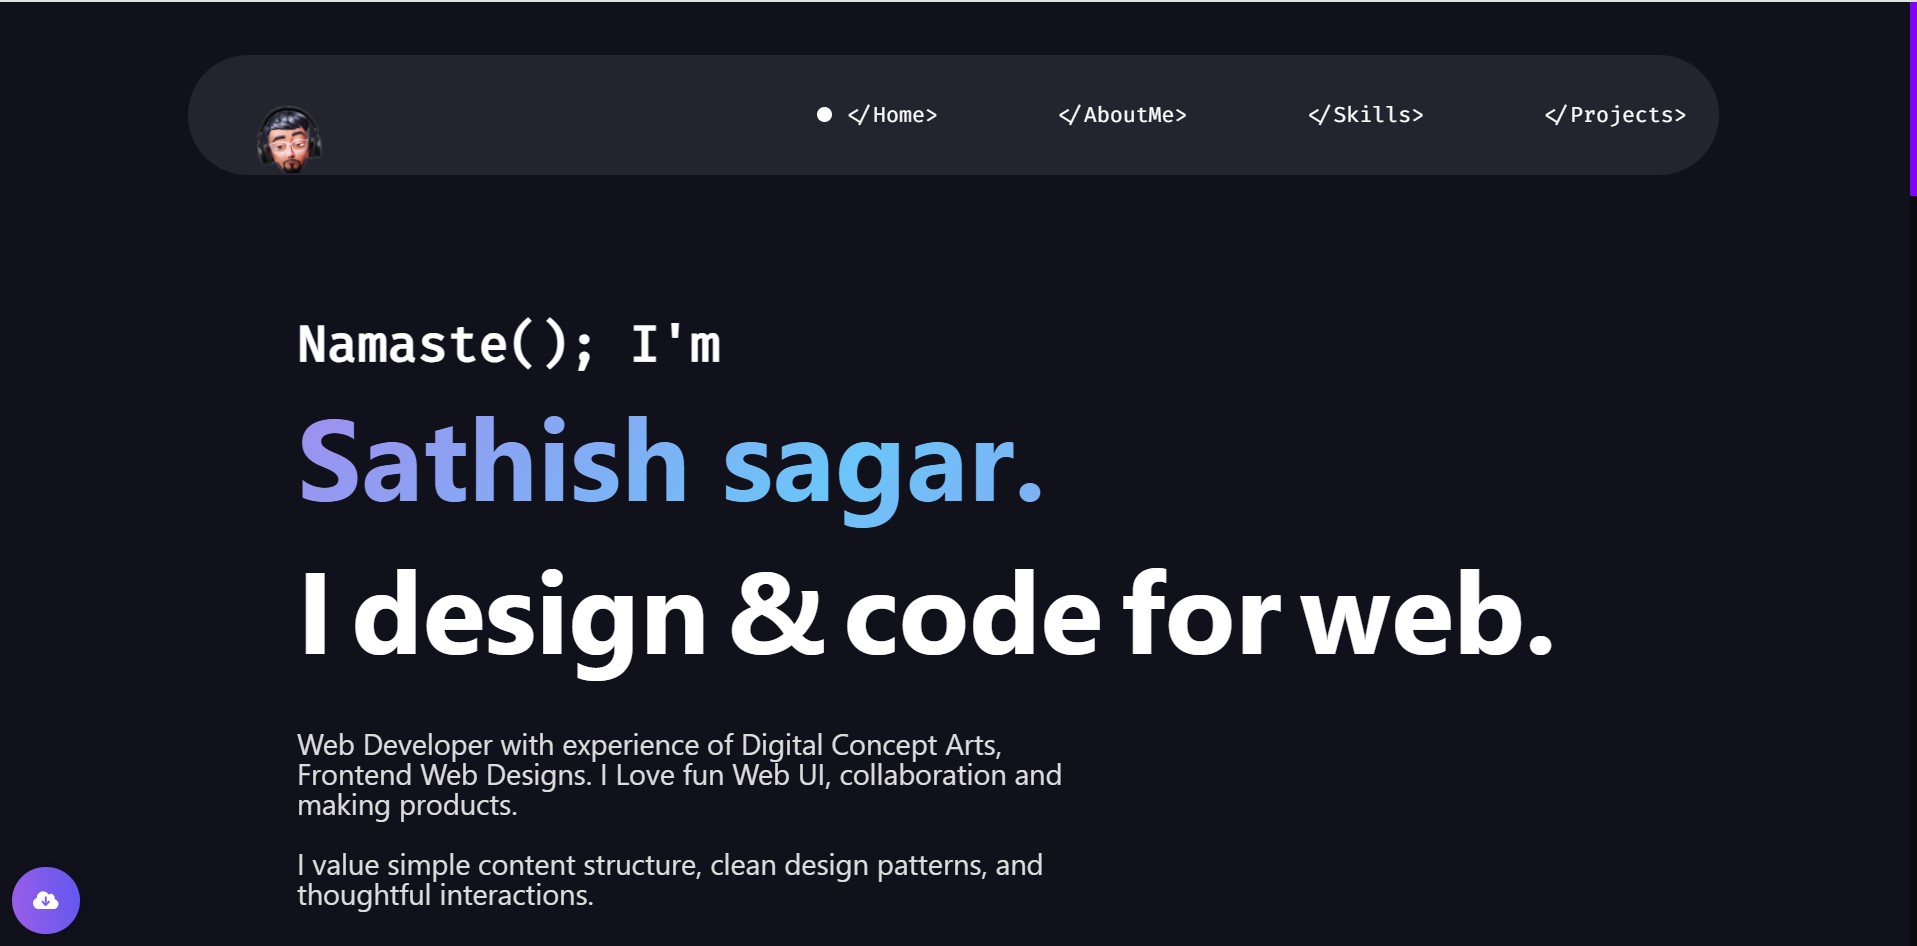 </Home>
</AboutMe>
</Skills>
</Projects>
Namaste(); I'm
Sathish sagar.
I design & code for web.
Web Developer with experience of Digital Concept Arts,
Frontend Web Designs. I Love fun Web UI, collaboration and
making products.
I value simple content structure, clean design patterns, and
thoughtful interactions.